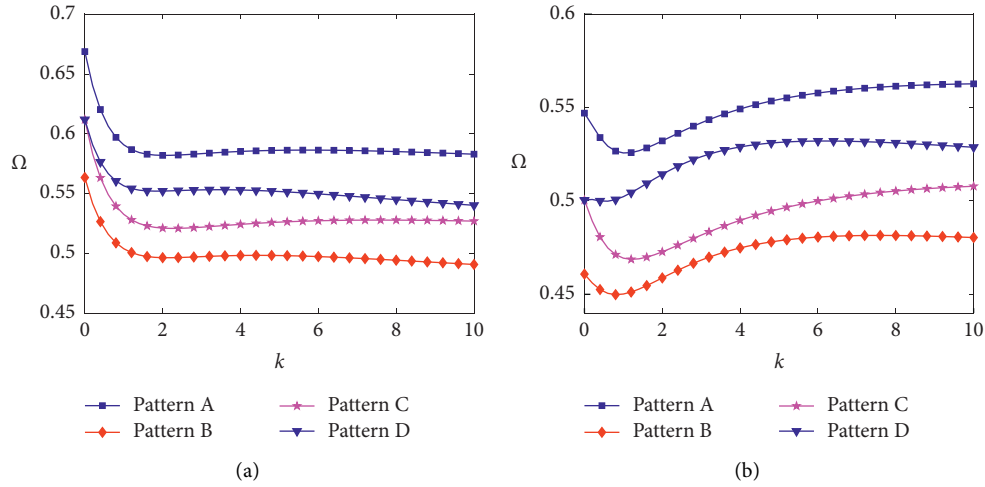 0.7
0.65
0.6
Ω
0.55
0.5
0.45
0 2 4 6 8 10
k
Pattern A Pattern C
Pattern B Pattern D
(a)
0.6
0.55
Ω
0.5
0.45
0 2 4 6 8 10
k
Pattern A Pattern C
Pattern B Pattern D
(b)